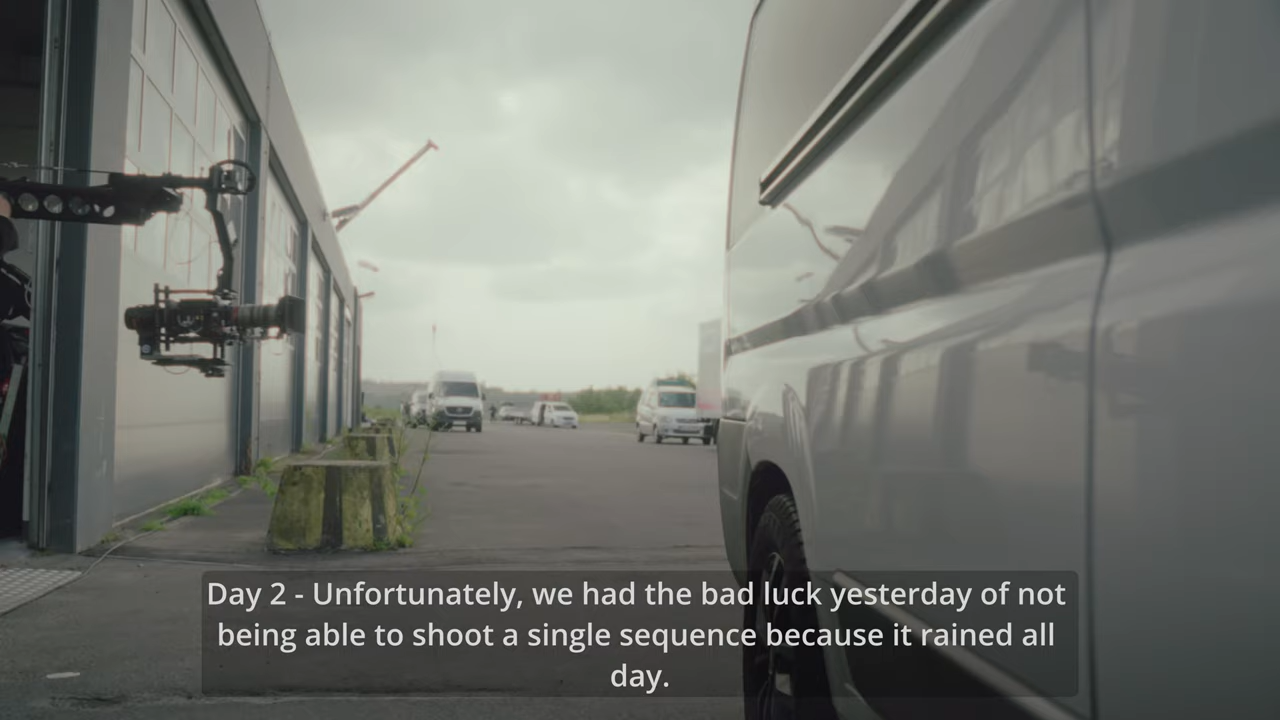 Day 2 - Unfortunately, we had the bad luck yesterday of not
being able to shoot a single sequence because it rained all
day.